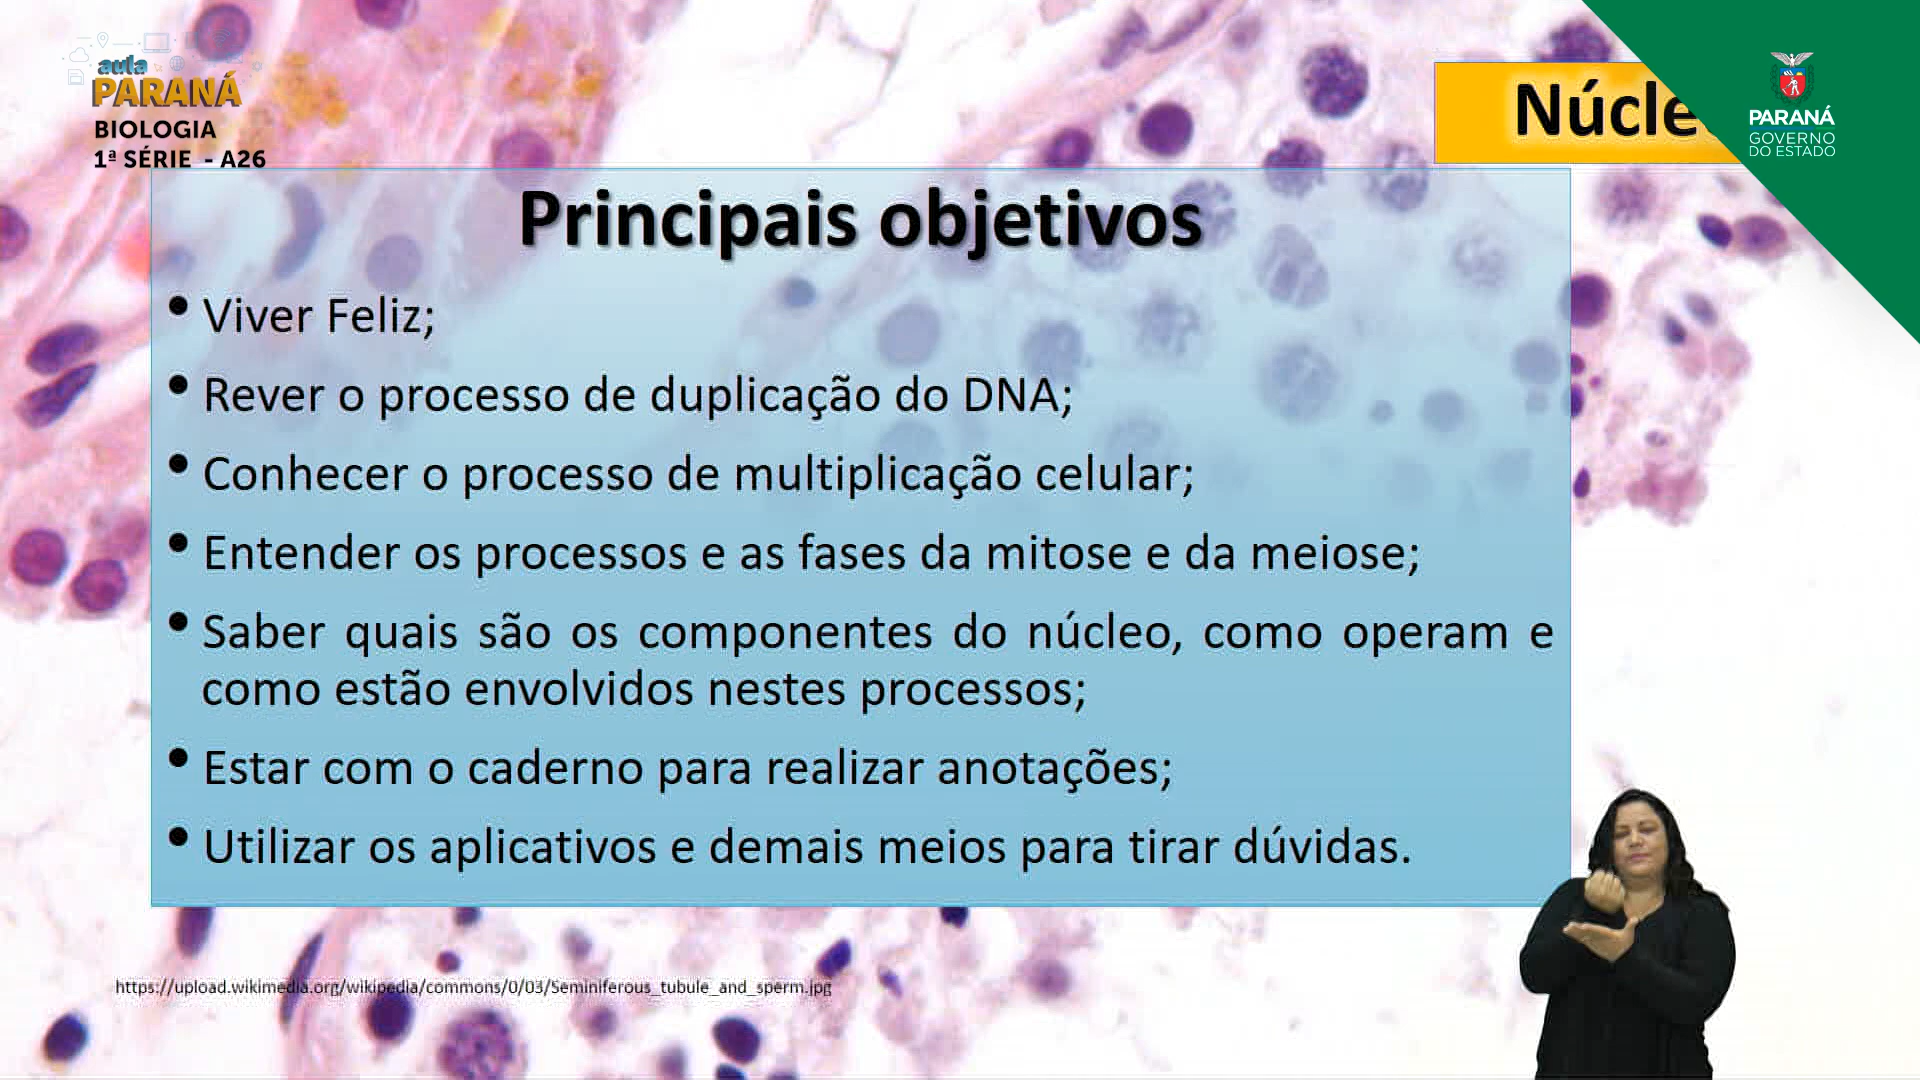 aula
PARANÁ
BIOLOGIA
1ª SÉRIE - A26
PARANÁ
GOVERNO
DO ESTADO
Principais objetivos
• Viver Feliz;
• Rever o processo de duplicação do DNA;
• Conhecer o processo de multiplicação celular;
• Entender os processos e as fases da mitose e da meiose;
• Saber quais são os componentes do núcleo, como operam e
como estão envolvidos nestes processos;
• Estar com o caderno para realizar anotações;
• Utilizar os aplicativos e demais meios para tirar dúvidas.
https://upload.wikimedia.org/wikipedia/commons/0/03/Seminiferous_tubule_and_sperm.jpg